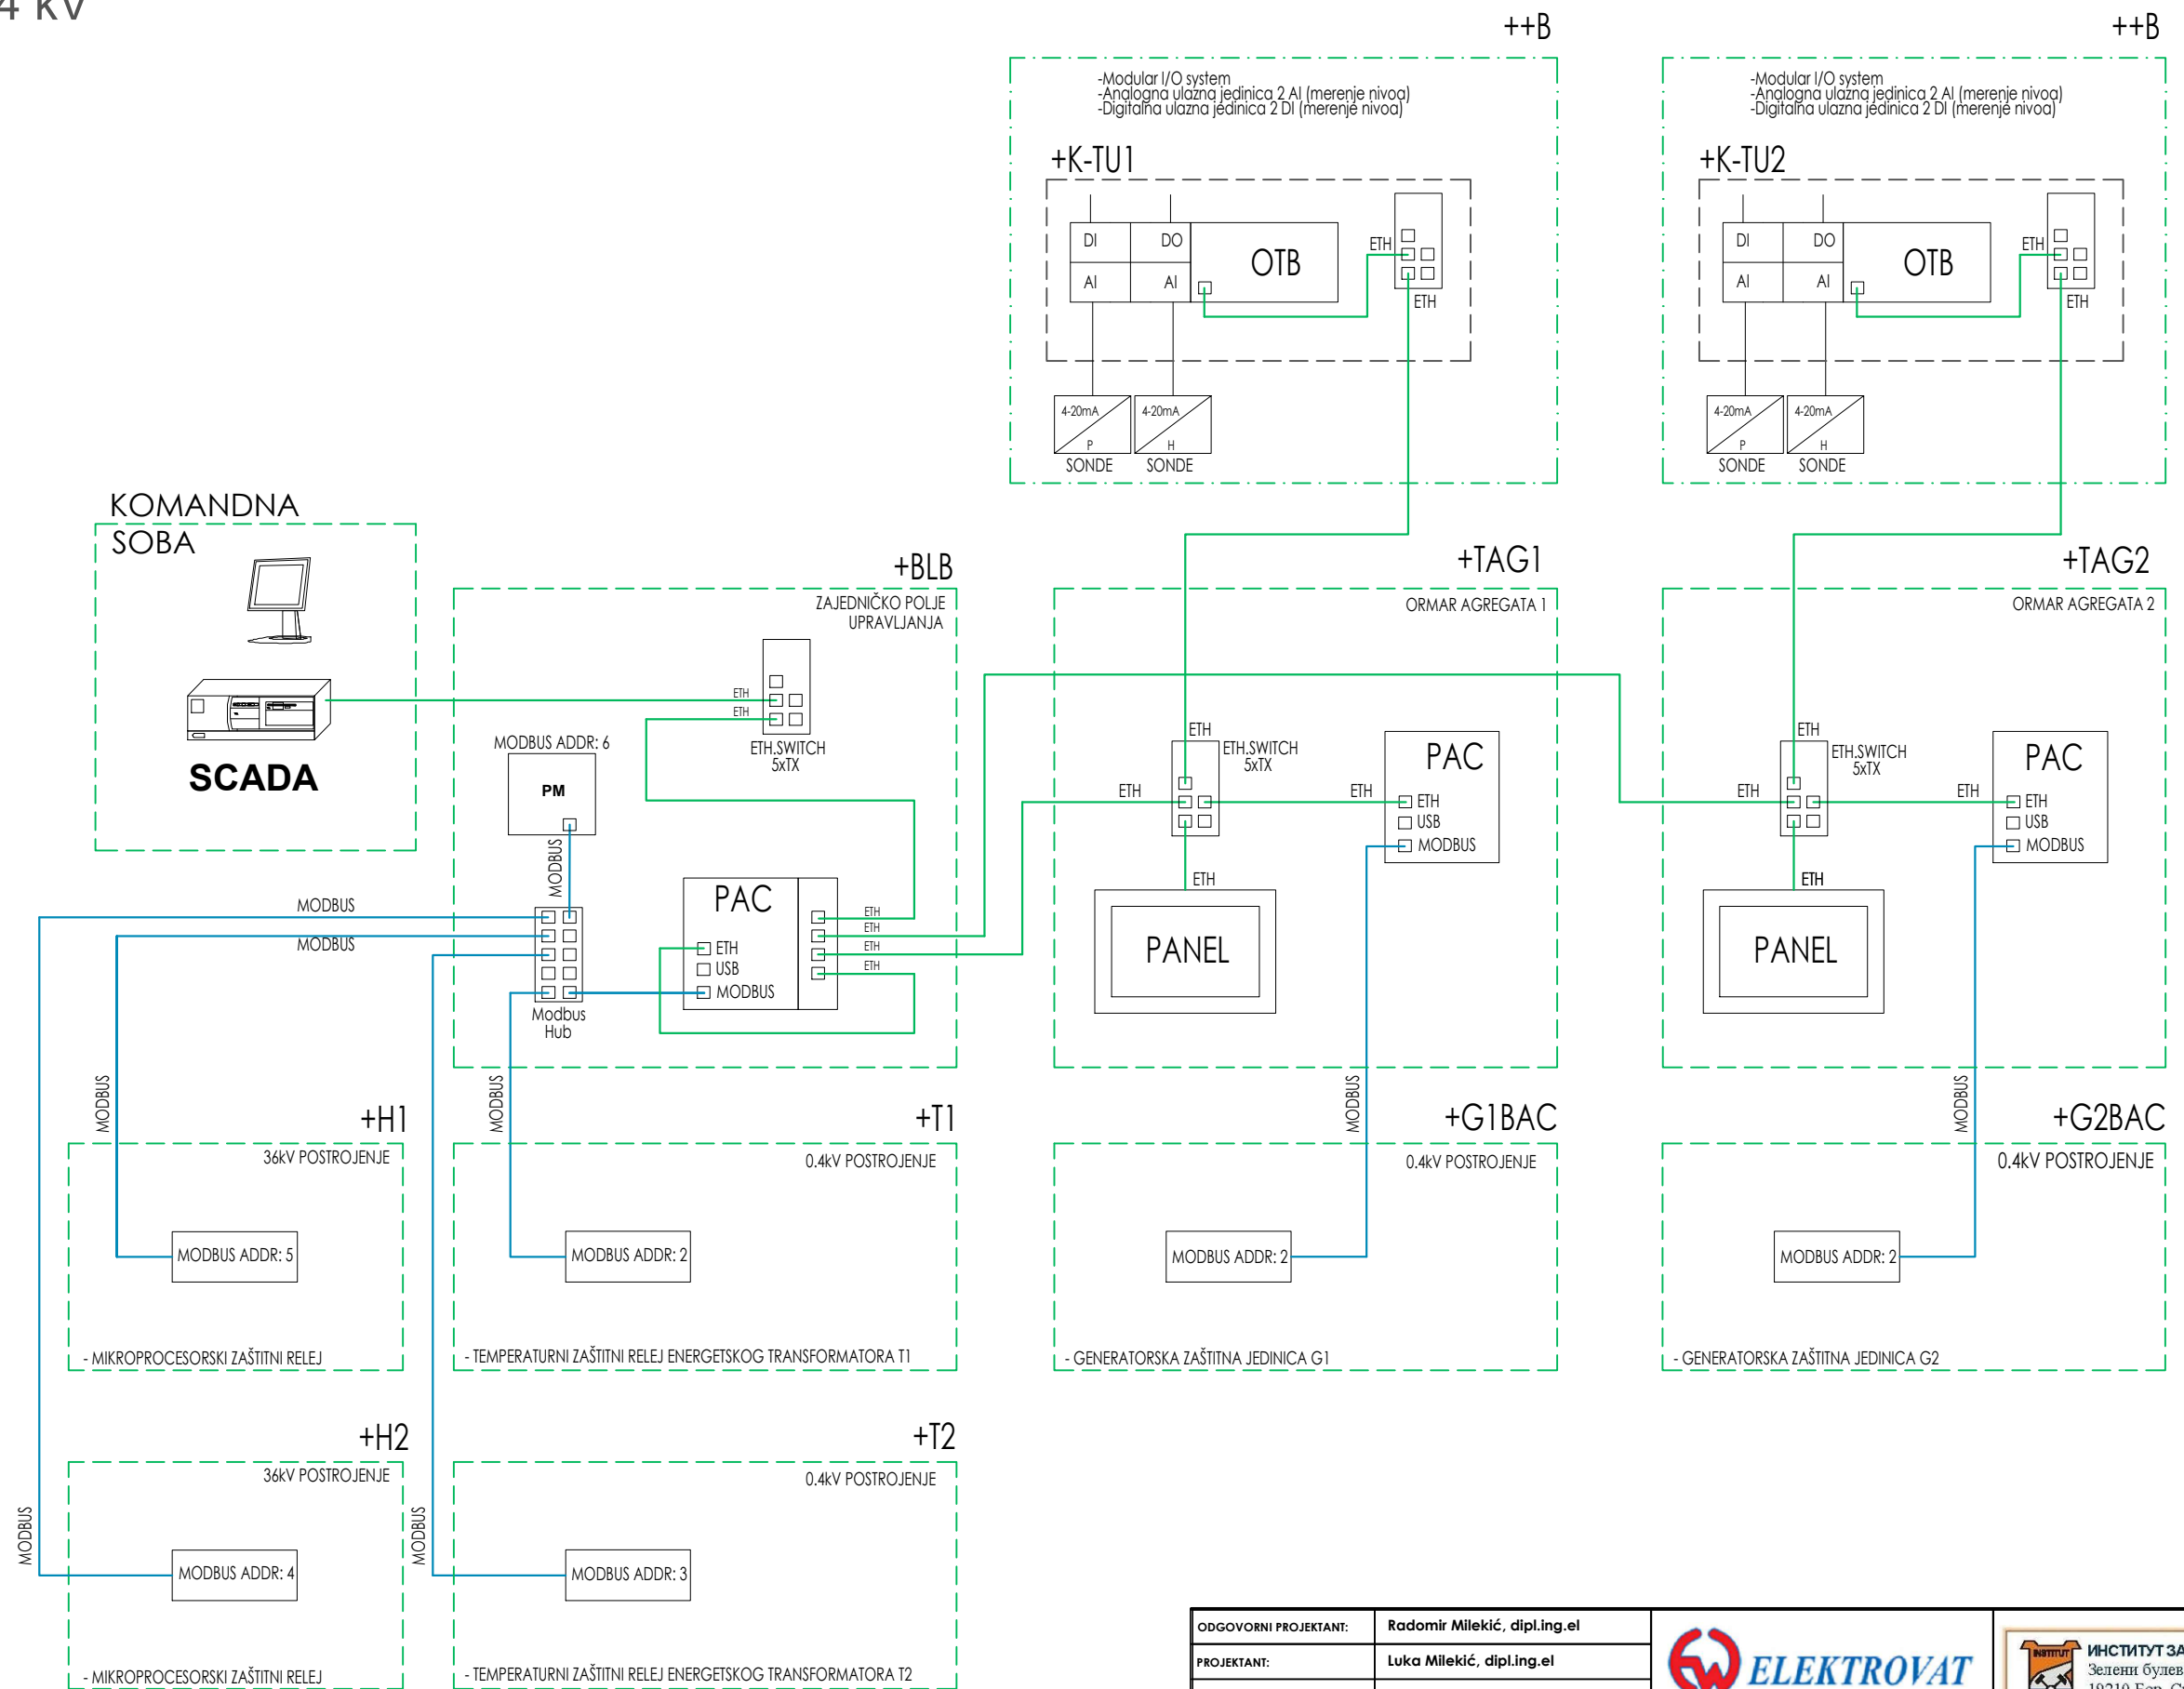 4 kV
++B
-Modular I/O system
-Analogna ulazna jedinica 2 AI (merenje nivoa)
-Digitalna ulazna jedinica 2 DI (merenje nivoa)
+K-TU1
DI
DO
AI
AI
OTB
ETH
ETH
4-20mA
P
4-20mA
H
SONDE
SONDE
++B
-Modular I/O system
-Analogna ulazna jedinica 2 AI (merenje nivoa)
-Digitalna ulazna jedinica 2 DI (merenje nivoa)
+K-TU2
DI
DO
AI
AI
OTB
ETH
ETH
4-20mA
P
4-20mA
H
SONDE
SONDE
KOMANDNA
SOBA
SCADA
+BLB
ZAJEDNIČKO POLJE
UPRAVLJANJA
ETH
ETH
ETH.SWITCH
5xTX
MODBUS ADDR: 6
PM
MODBUS
MODBUS
MODBUS
Modbus
Hub
PAC
ETH
USB
MODBUS
ETH
ETH
ETH
ETH
+TAG1
ORMAR AGREGATA 1
ETH
ETH.SWITCH
5xTX
ETH
ETH
PAC
ETH
USB
MODBUS
ETH
PANEL
+TAG2
ORMAR AGREGATA 2
ETH
ETH.SWITCH
5xTX
ETH
ETH
PAC
ETH
USB
MODBUS
ETH
PANEL
MODBUS
+H1
36kV POSTROJENJE
MODBUS ADDR: 5
- MIKROPROCESORSKI ZAŠTITNI RELEJ
MODBUS
+T1
0.4kV POSTROJENJE
MODBUS ADDR: 2
- TEMPERATURNI ZAŠTITNI RELEJ ENERGETSKOG TRANSFORMATORA T1
MODBUS
+G1BAC
0.4kV POSTROJENJE
MODBUS ADDR: 2
- GENERATORSKA ZAŠTITNA JEDINICA G1
MODBUS
+G2BAC
0.4kV POSTROJENJE
MODBUS ADDR: 2
- GENERATORSKA ZAŠTITNA JEDINICA G2
MODBUS
+H2
36kV POSTROJENJE
MODBUS ADDR: 4
- MIKROPROCESORSKI ZAŠTITNI RELEJ
MODBUS
+T2
0.4kV POSTROJENJE
MODBUS ADDR: 3
- TEMPERATURNI ZAŠTITNI RELEJ ENERGETSKOG TRANSFORMATORA T2
ODGOVORNI PROJEKTANT:
Radomir Milekić, dipl.ing.el
PROJEKTANT:
Luka Milekić, dipl.ing.el
ELEKTROVAT
INSTITUT
ИНСТИТУТ ЗА
Зелени булев